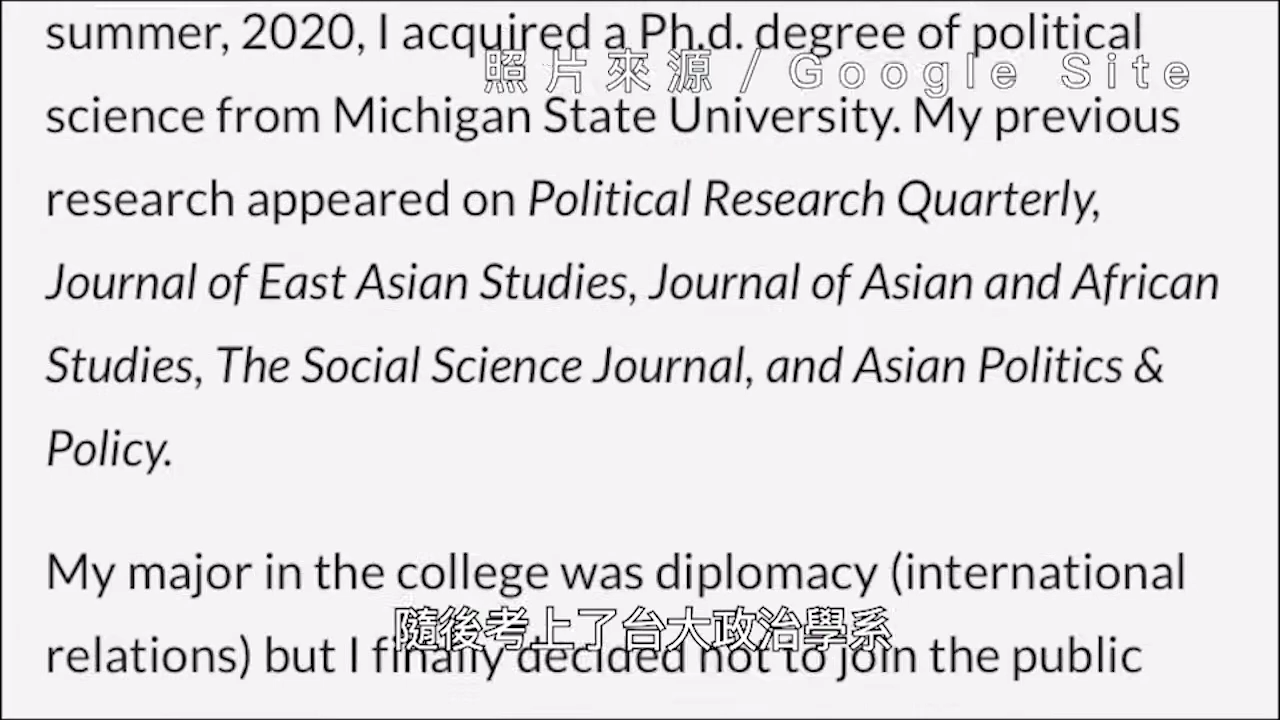 summer, 2020, I acquired a Ph.d. degree of political
照片來源/Google Site
science from Michigan State University. My previous
research appeared on Political Research Quarterly,
Journal of East Asian Studies, Journal of Asian and African
Studies, The Social Science Journal, and Asian Politics &
Policy.
My major in the college was diplomacy (international
隨後考上了台大政治學系
relations) but I finally decided not to join the public